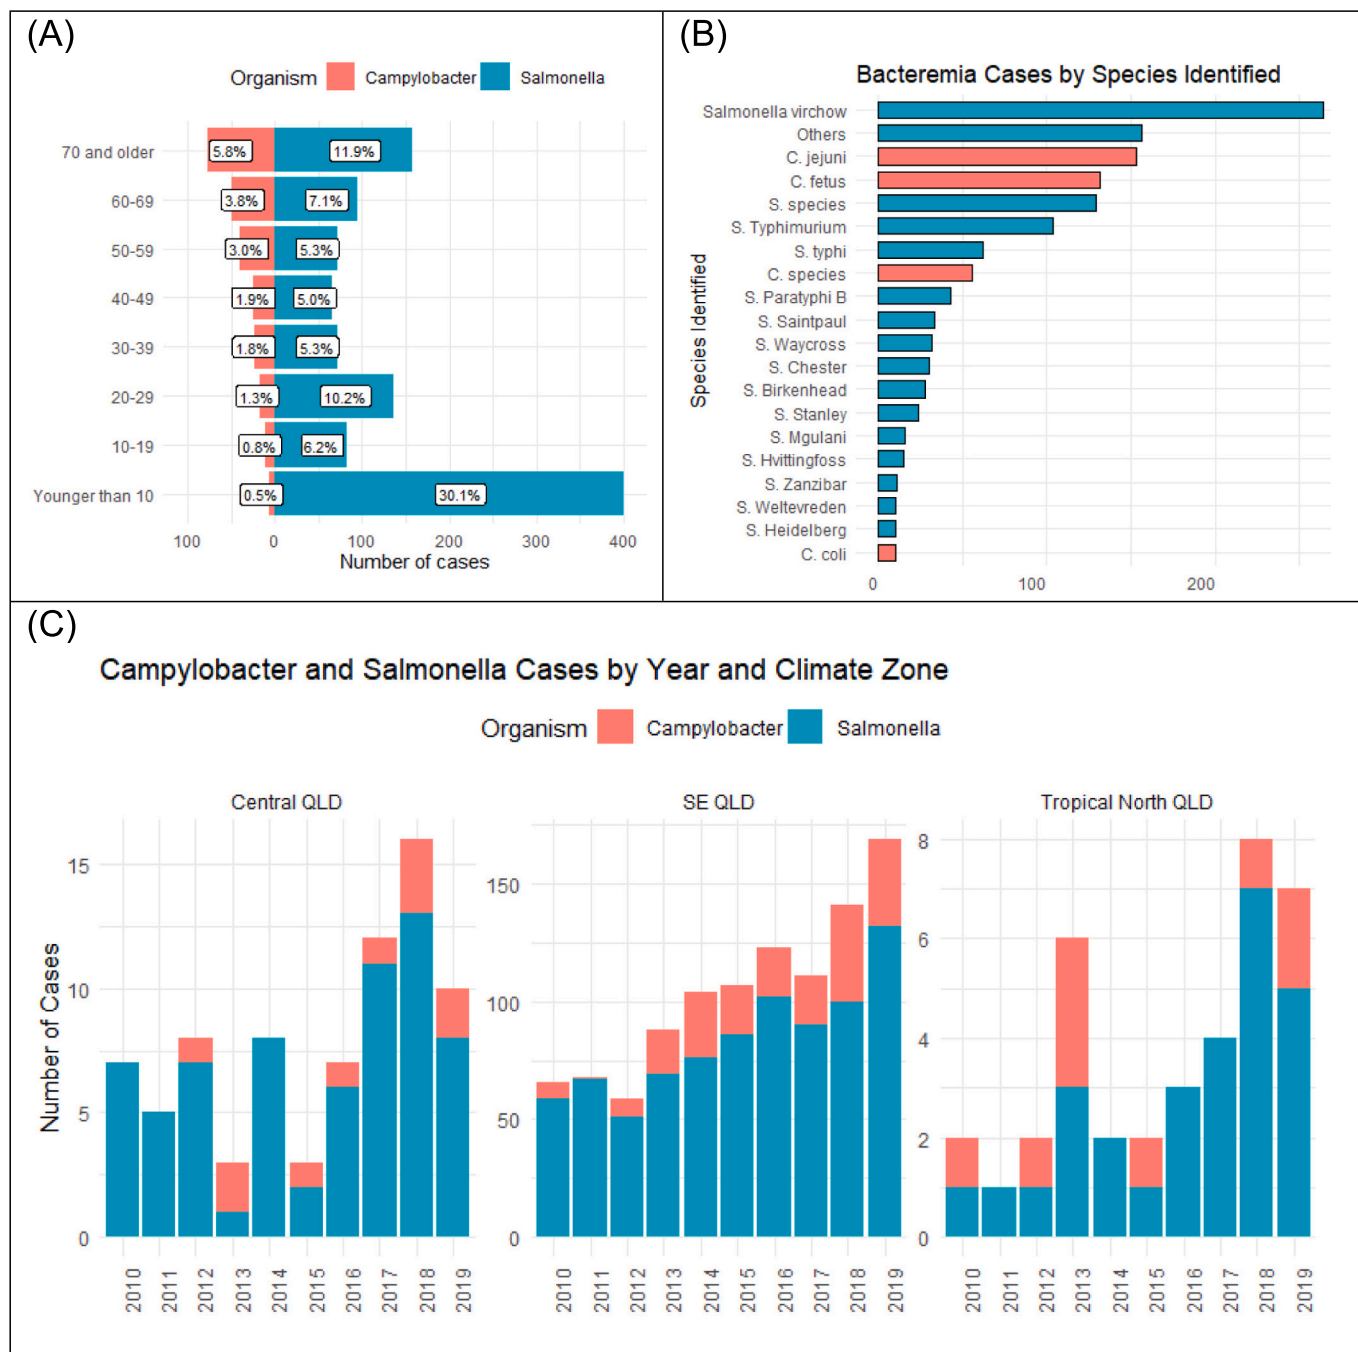 (A)
Organism Campylobacter Salmonella
70 and older 5.8% 11.9%
60-69 3.8% 7.1%
50-59 3.0% 5.3%
40-49 1.9% 5.0%
30-39 1.8% 5.3%
20-29 1.3% 10.2%
10-19 0.8% 6.2%
Younger than 10 0.5% 30.1%
100 0 100 200 300 400
Number of cases
(B)
Bacteremia Cases by Species Identified
Species Identified
Salmonella virchow
Others
C. jejuni
C. fetus
S. species
S. Typhimurium
S. typhi
C. species
S. Paratyphi B
S. Saintpaul
S. Waycross
S. Chester
S. Birkenhead
S. Stanley
S. Mgulani
S. Hvittingfoss
S. Zanzibar
S. Weltevreden
S. Heidelberg
C. coli
0 100 200
(C)
Campylobacter and Salmonella Cases by Year and Climate Zone
Organism Campylobacter Salmonella
Number of Cases
Central QLD
15
10
5
0
2010 2011 2012 2013 2014 2015 2016 2017 2018 2019
SE QLD
150
100
50
0
2010 2011 2012 2013 2014 2015 2016 2017 2018 2019
Tropical North QLD
8
6
4
2
0
2010 2011 2012 2013 2014 2015 2016 2017 2018 2019